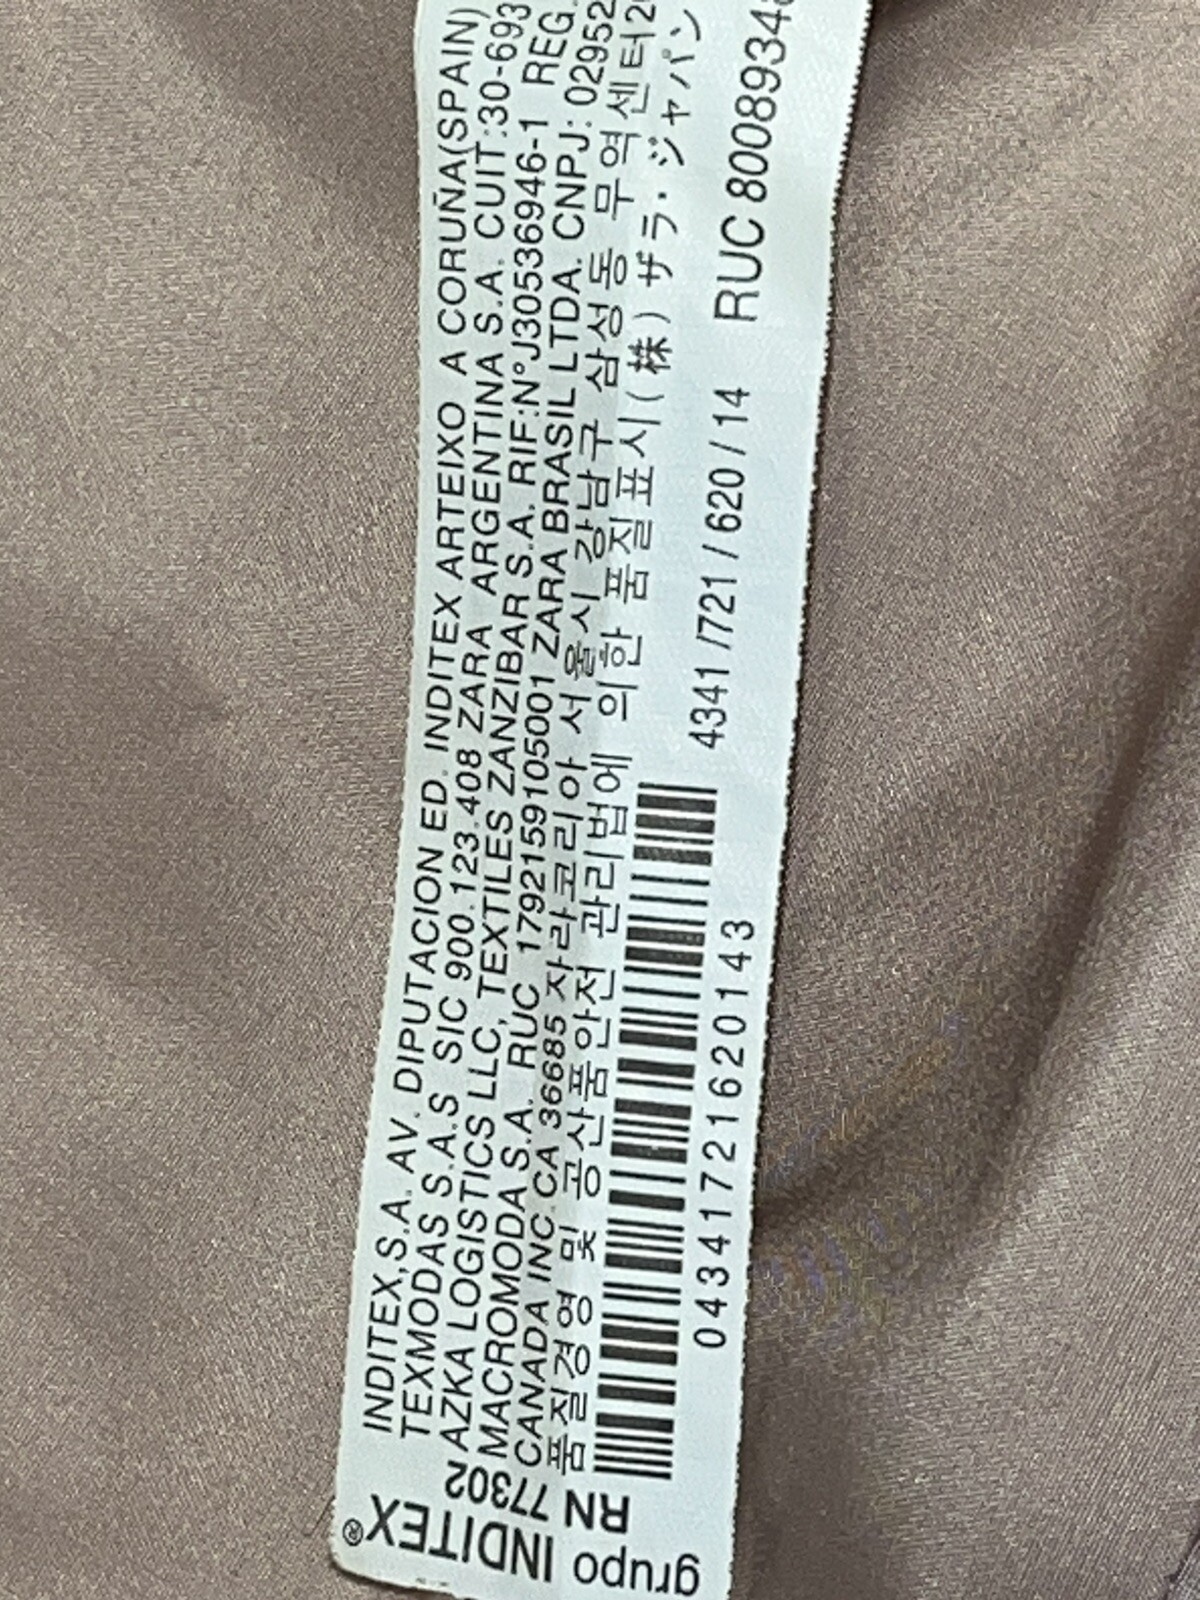 grupo INDITEX®
RN 77302
INDITEX,S.A. AV. DIPUTACION ED. INDITEX ARTEIXO A CORUÑA(SPAIN)
TEXMODAS S.A.S SIC 900.123.408 ZARA ARGENTINA S.A. CUIT:30-693
AZKA LOGISTICS LLC, TEXTILES ZANZIBAR S.A. RIF:N°J30536946-1 REG.
MACROMODA S.A. RUC 1792159105001 ZARA BRASIL LTDA. CNPJ: 02952
CANADA INC.CA 36685 자라코리아 서울시 강남구 삼성동 무역센터
품질경영 및 공산품안전 관리법에 의한 품질표시(株)ザラ・ジャパン
4341/721/620/14 RUC 8008934
04341721620143